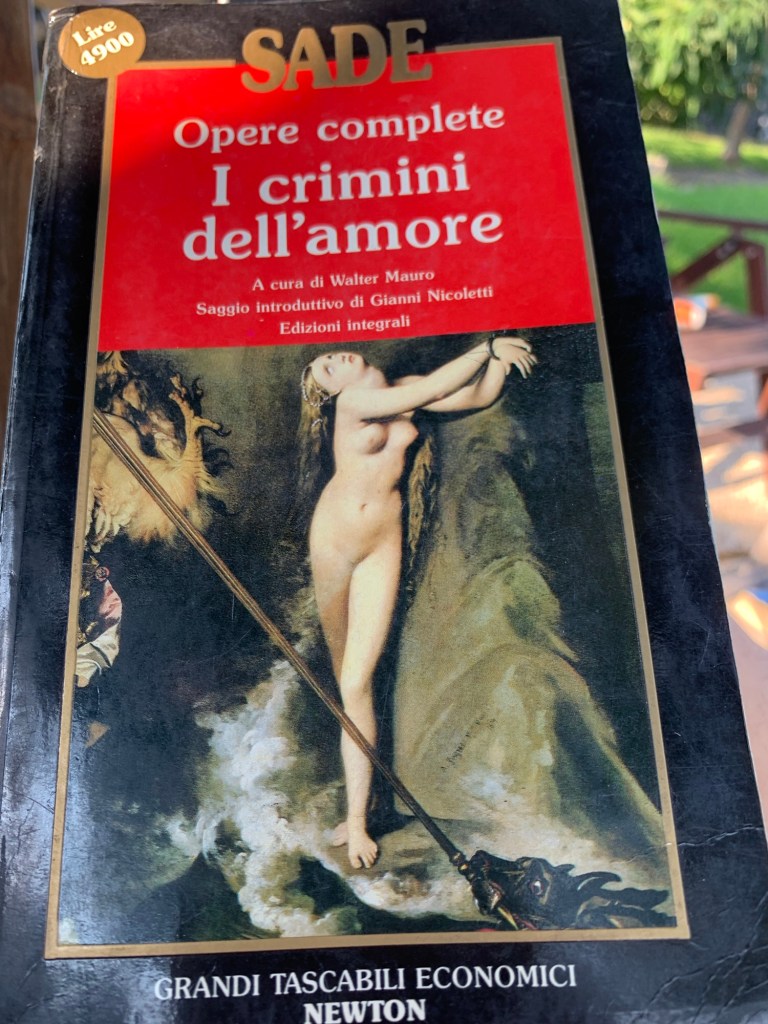 Lire
4900
SADE
Opere complete
I crimini
dell'amore
A cura di Walter Mauro
Saggio introduttivo di Gianni Nicoletti
Edizioni integrali
GRANDI TASCABILI ECONOMICI
NEWTON